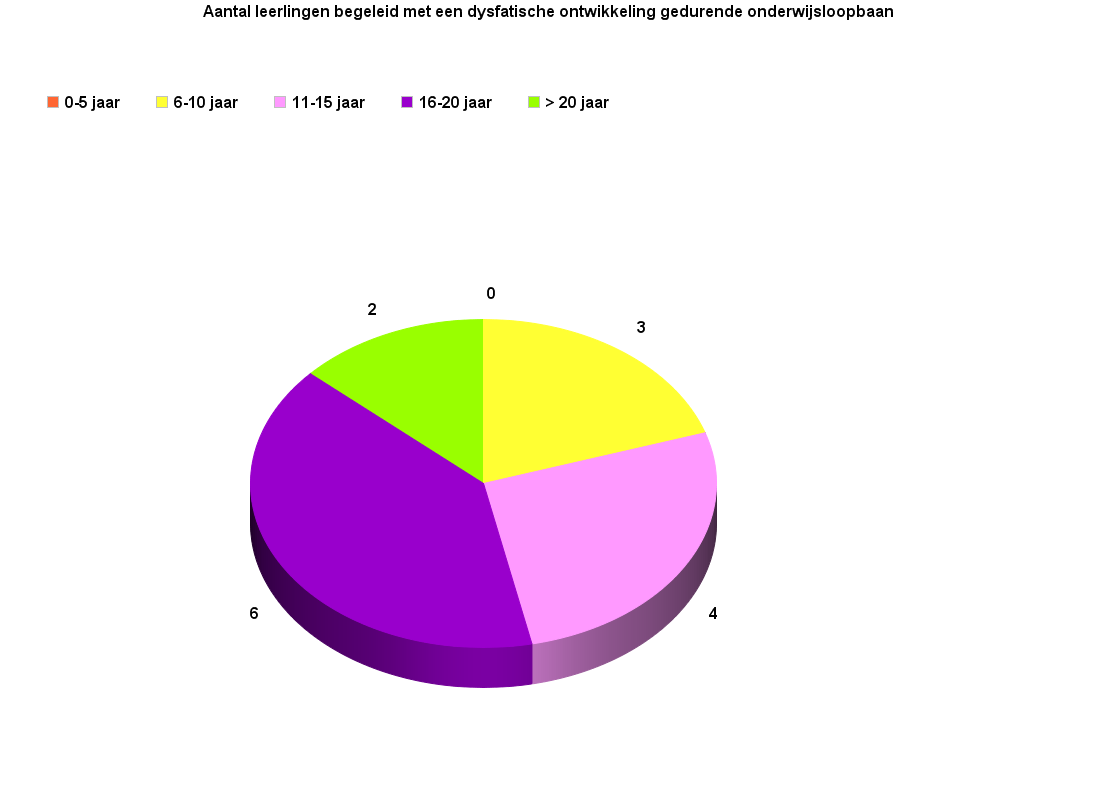 Aantal leerlingen begeleid met een dysfatische ontwikkeling gedurende onderwijsloopbaan
0-5 jaar 6-10 jaar 11-15 jaar 16-20 jaar > 20 jaar
0
2
3
6
4